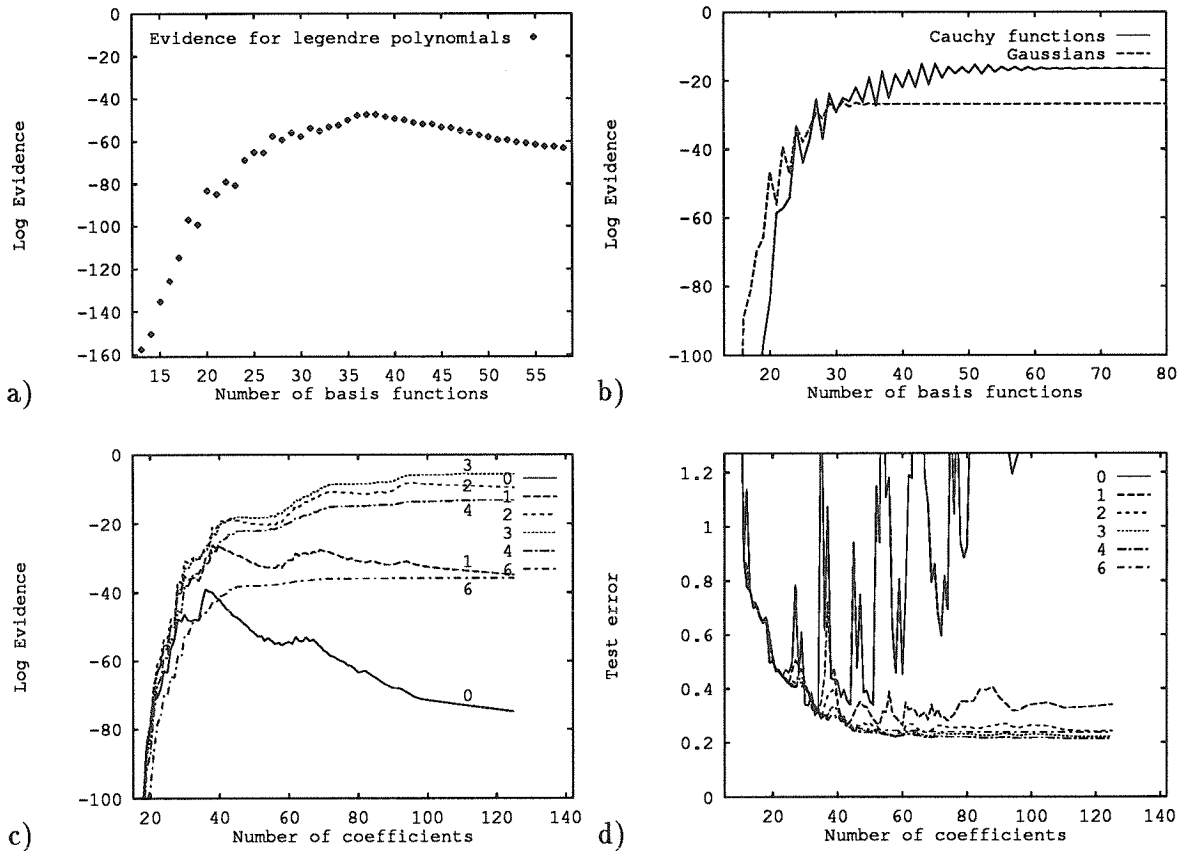 0
-20
-40
-60
-80
-100
-120
-140
-160
Log Evidence
Evidence for legendre polynomials
15 20 25 30 35 40 45 50 55
Number of basis functions
a)
0
-20
-40
-60
-80
-100
Log Evidence
Cauchy functions
Gaussians
20 30 40 50 60 70 80
Number of basis functions
b)
0
-20
-40
-60
-80
-100
Log Evidence
3
2
4
1
6
0
0
1
2
3
4
6
20 40 60 80 100 120 140
Number of coefficients
c)
1.2
1
0.8
0.6
0.4
0.2
0
Test error
0
1
2
3
4
6
20 40 60 80 100 120 140
Number of coefficients
d)